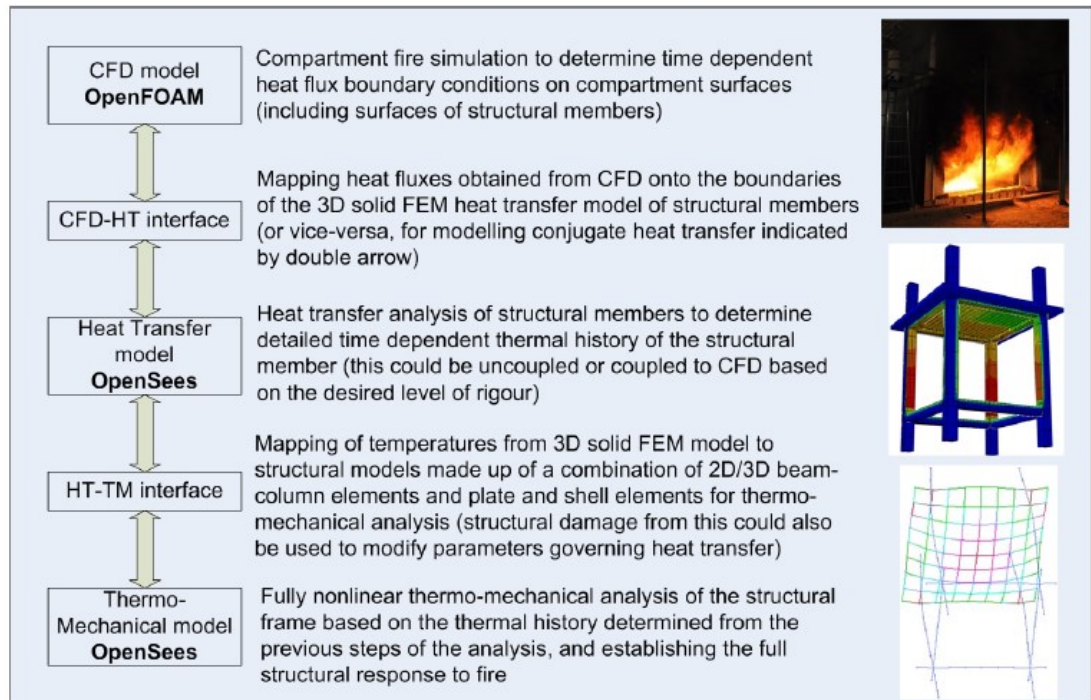 CFD model
OpenFOAM
Compartment fire simulation to determine time dependent
heat flux boundary conditions on compartment surfaces
(including surfaces of structural members)
CFD-HT interface
Mapping heat fluxes obtained from CFD onto the boundaries
of the 3D solid FEM heat transfer model of structural members
(or vice-versa, for modelling conjugate heat transfer indicated
by double arrow)
Heat Transfer
model
OpenSees
Heat transfer analysis of structural members to determine
detailed time dependent thermal history of the structural
member (this could be uncoupled or coupled to CFD based
on the desired level of rigour)
HT-TM interface
Mapping of temperatures from 3D solid FEM model to
structural models made up of a combination of 2D/3D beam-
column elements and plate and shell elements for thermo-
mechanical analysis (structural damage from this could also
be used to modify parameters governing heat transfer)
Thermo-
Mechanical model
OpenSees
Fully nonlinear thermo-mechanical analysis of the structural
frame based on the thermal history determined from the
previous steps of the analysis, and establishing the full
structural response to fire